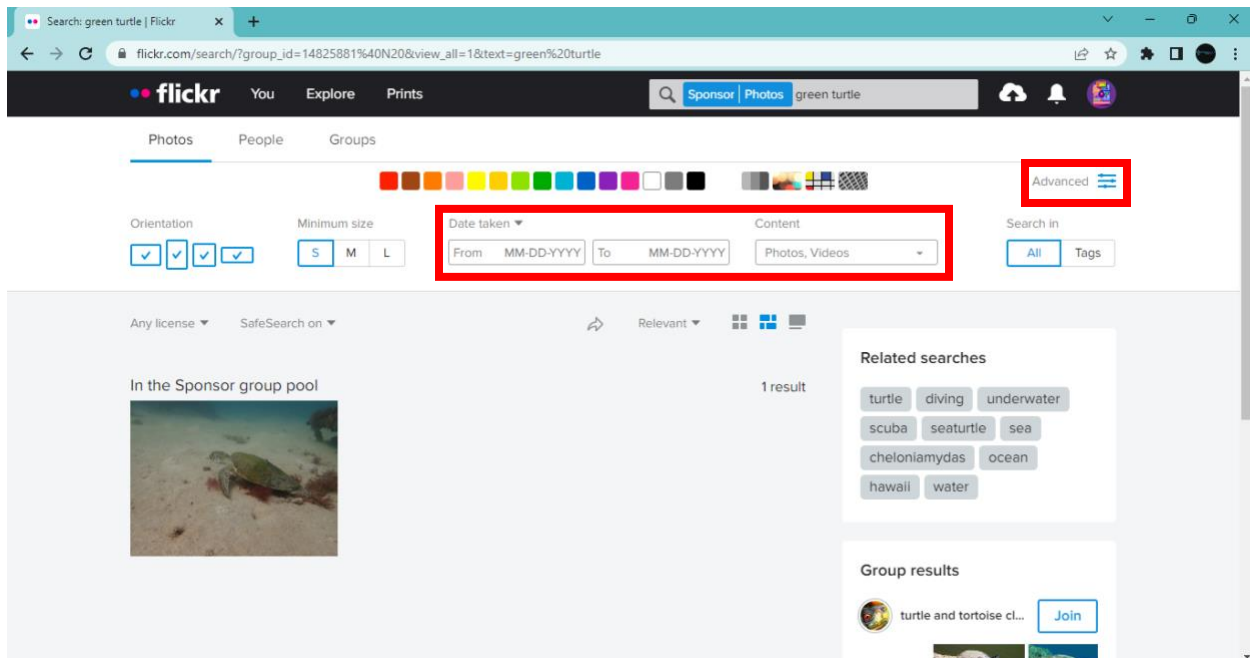 Search: green turtle | Flickr
flickr.com/search/?group_id=14825881%40N20&view_all=1&text=green%20turtle
flickr You Explore Prints Sponsor Photos green turtle
Photos People Groups
Advanced
Orientation Minimum size Date taken Content Search in
S M L From MM-DD-YYYY To MM-DD-YYYY Photos, Videos All Tags
Any license SafeSearch on Relevant
In the Sponsor group pool 1 result
Related searches
turtle diving underwater
scuba seaturtle sea
cheloniamydas ocean
hawaii water
Group results
turtle and tortoise cl... Join